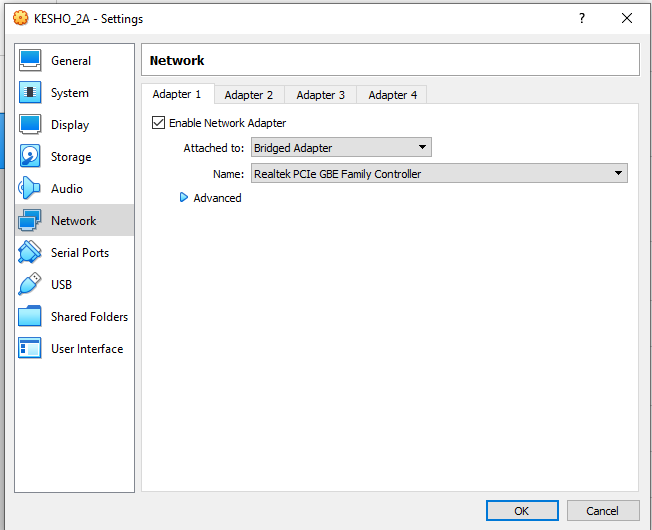 KESHO_2A - Settings
?
General
System
Display
Storage
Audio
Network
Serial Ports
USB
Shared Folders
User Interface
Network
Adapter 1 Adapter 2 Adapter 3 Adapter 4
Enable Network Adapter
Attached to: Bridged Adapter
Name: Realtek PCIe GBE Family Controller
Advanced
OK Cancel